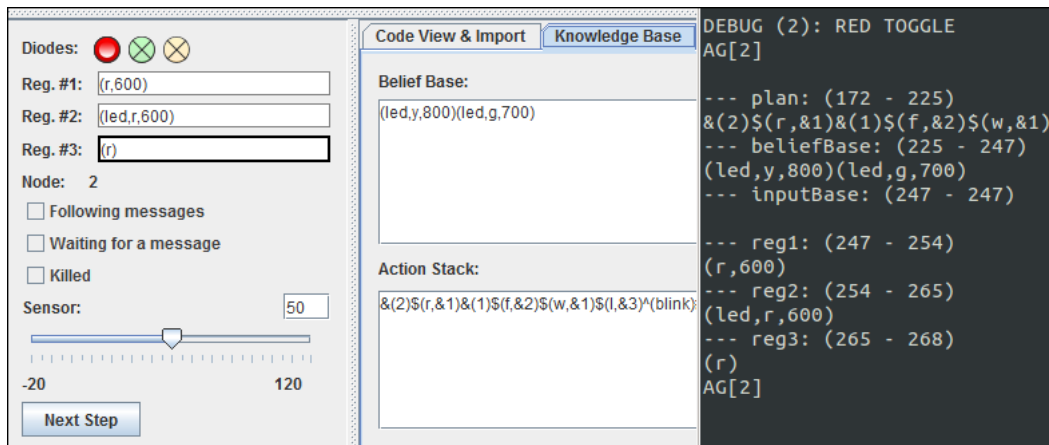 Diodes:
Reg. #1: (r,600)
Reg. #2: (led,r,600)
Reg. #3: (r)
Node: 2
Following messages
Waiting for a message
Killed
Sensor: 50
-20 120
Next Step
Code View & Import Knowledge Base
Belief Base:
(led,y,800)(led,g,700)
Action Stack:
&(2)$(r,&1)&(1)$(f,&2)$(w,&1)$(l,&3)^(blink)
DEBUG (2): RED TOGGLE
AG[2]
--- plan: (172 - 225)
&(2)$(r,&1)&(1)$(f,&2)$(w,&1)
--- beliefBase: (225 - 247)
(led,y,800)(led,g,700)
--- inputBase: (247 - 247)
--- reg1: (247 - 254)
(r,600)
--- reg2: (254 - 265)
(led,r,600)
--- reg3: (265 - 268)
(r)
AG[2]